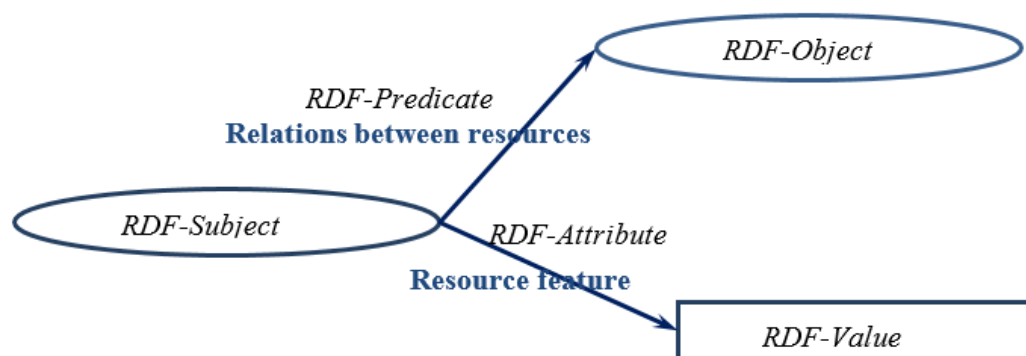 RDF-Object
RDF-Predicate
Relations between resources
RDF-Subject
RDF-Attribute
Resource feature
RDF-Value